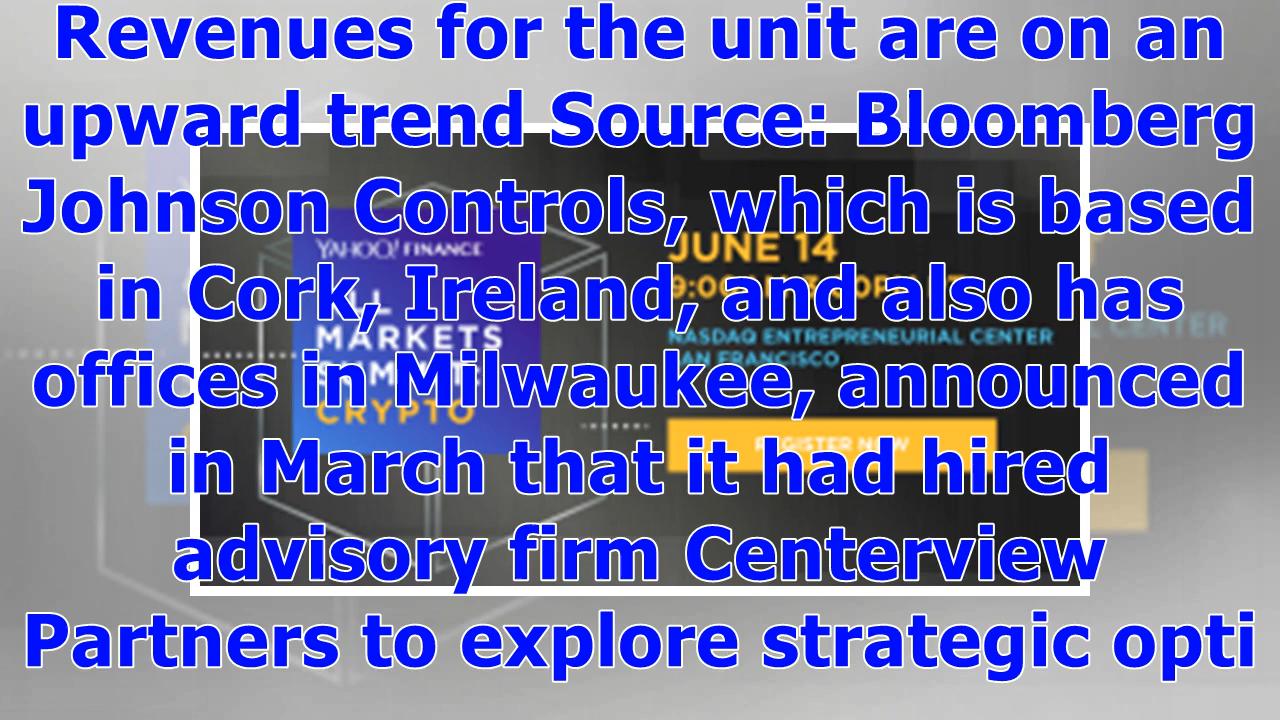 Revenues for the unit are on an
upward trend Source: Bloomberg
Johnson Controls, which is based
in Cork, Ireland, and also has
offices in Milwaukee, announced
in March that it had hired
advisory firm Centerview
Partners to explore strategic opti
YAHOO! FINANCE
MARKETS
CRYPTO
JUNE 14
NASDAQ ENTREPRENEURIAL CENTER
SAN FRANCISCO
REGISTER NOW
CENTER